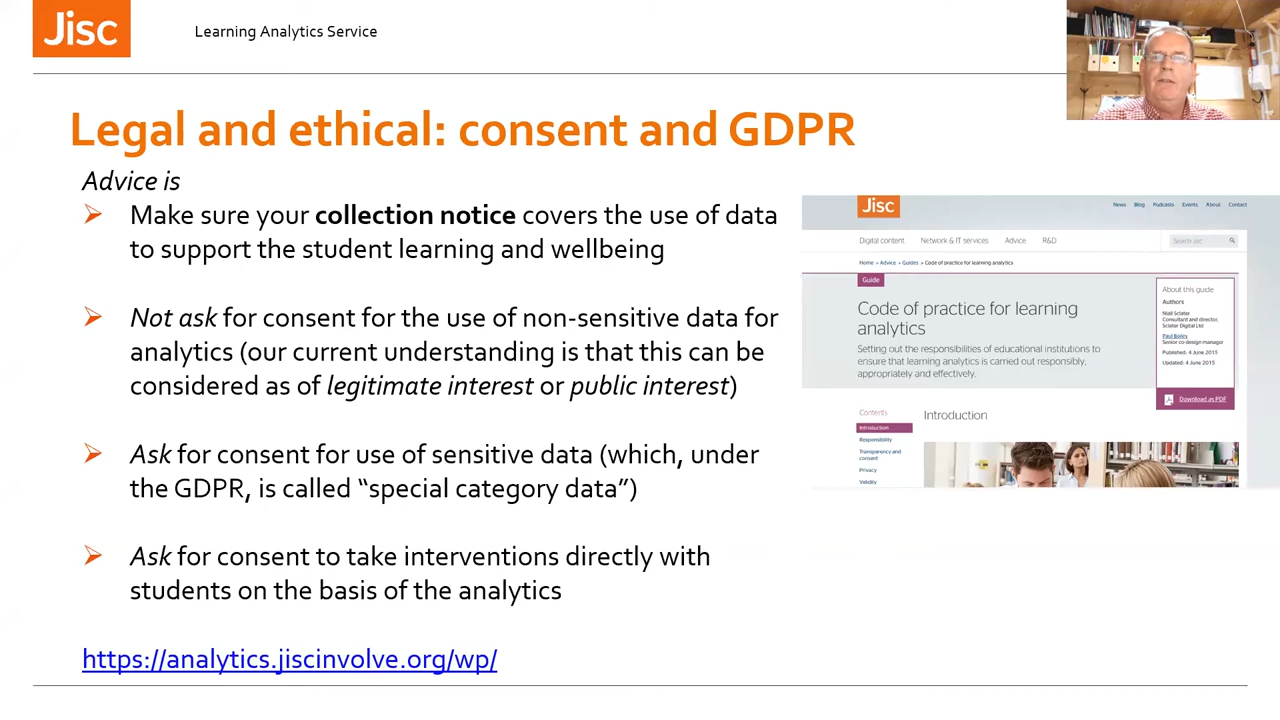 Jisc
Learning Analytics Service
Legal and ethical: consent and GDPR
Advice is
Make sure your collection notice covers the use of data
to support the student learning and wellbeing
Not ask for consent for the use of non-sensitive data for
analytics (our current understanding is that this can be
considered as of legitimate interest or public interest)
Ask for consent for use of sensitive data (which, under
the GDPR, is called “special category data”)
Ask for consent to take interventions directly with
students on the basis of the analytics
https://analytics.jiscinvolve.org/wp/
Jisc
News Blog Podcasts Events About Contact
Digital content Network & IT services Advice R&D
Search Jisc
Home > Advice > Guides > Code of practice for learning analytics
Guide
Code of practice for learning
analytics
Setting out the responsibilities of educational institutions to
ensure that learning analytics is carried out responsibly,
appropriately and effectively.
About this guide
Authors
Niall Sclater
Consultant and director,
Sclater Digital Ltd
Paul Bailey
Senior co-design manager
Published: 4 June 2015
Updated: 4 June 2015
Download as PDF
Contents
Introduction
Responsibility
Transparency and
consent
Privacy
Validity
Introduction